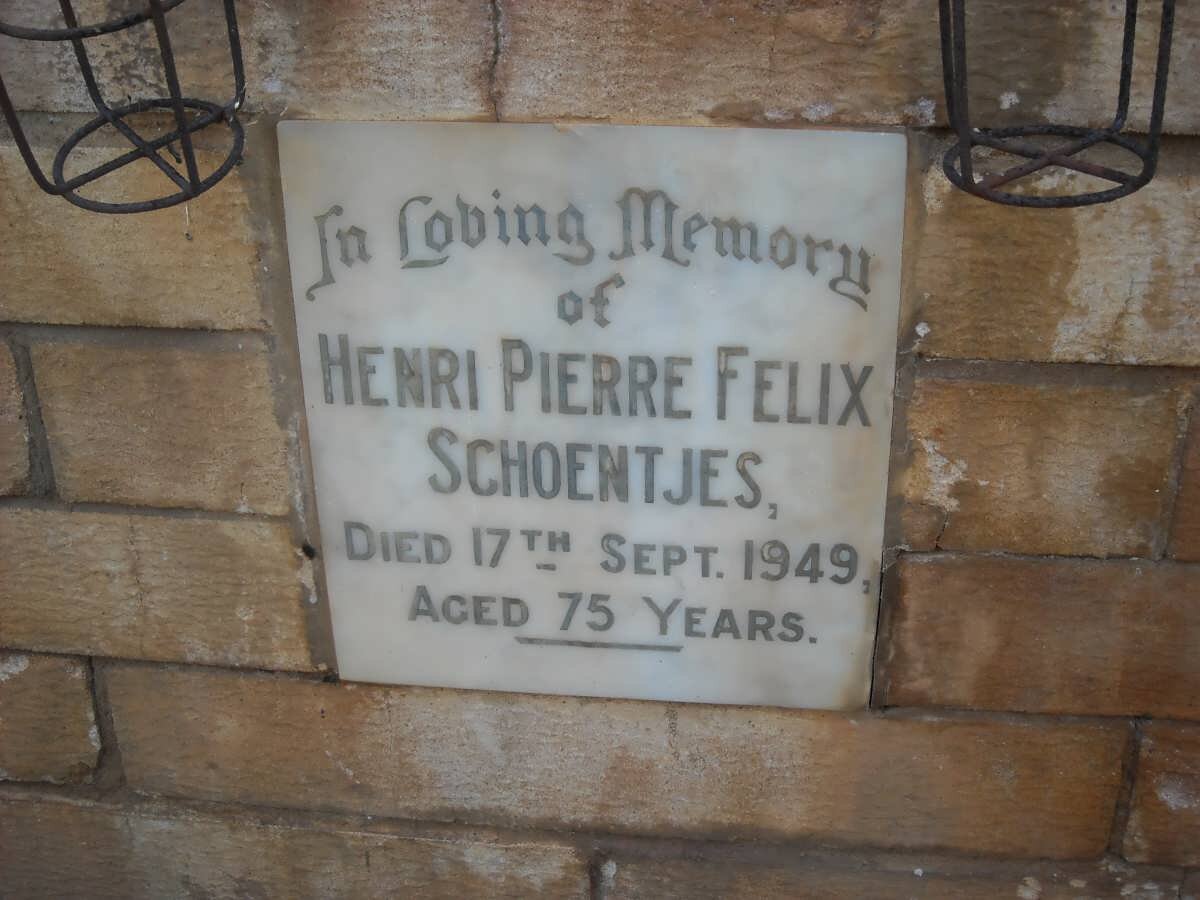 In Loving Memory
of
HENRI PIERRE FELIX
SCHOENTJES,
DIED 17TH SEPT. 1949,
AGED 75 YEARS.